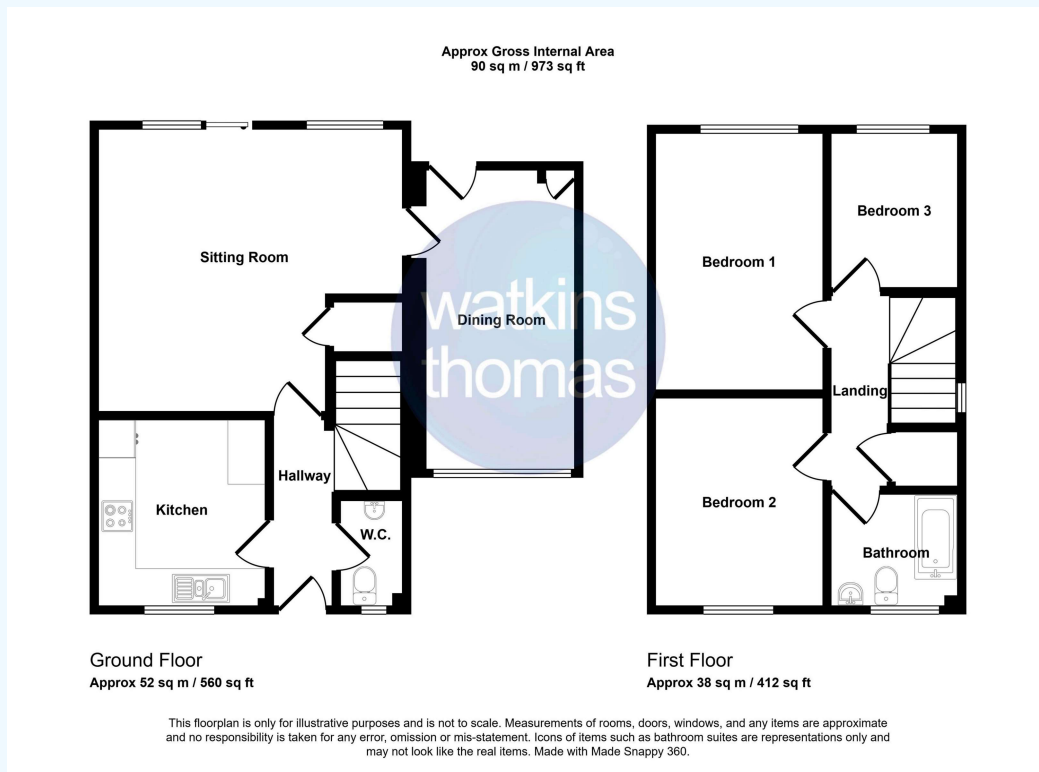 Approx Gross Internal Area
90 sq m / 973 sq ft
Sitting Room
Dining Room
Kitchen
Hallway
W.C.
Bedroom 1
Bedroom 3
Landing
Bedroom 2
Bathroom
watkins
thomas
Ground Floor
Approx 52 sq m / 560 sq ft
First Floor
Approx 38 sq m / 412 sq ft
This floorplan is only for illustrative purposes and is not to scale. Measurements of rooms, doors, windows, and any items are approximate
and no responsibility is taken for any error, omission or mis-statement. Icons of items such as bathroom suites are representations only and
may not look like the real items. Made with Made Snappy 360.